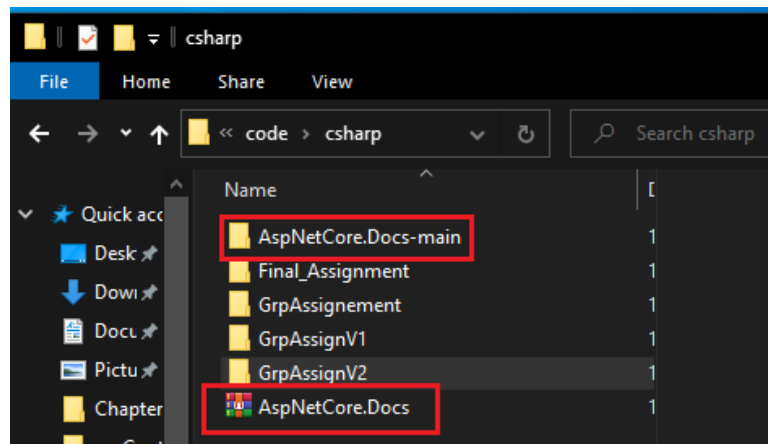 csharp
File Home Share View
code csharp Search csharp
Name
Quick acc
Desk
AspNetCore.Docs-main
Final_Assignment
Dow
GrpAssignement
Docu
GrpAssignV1
Pictu
GrpAssignV2
Chapter
AspNetCore.Docs